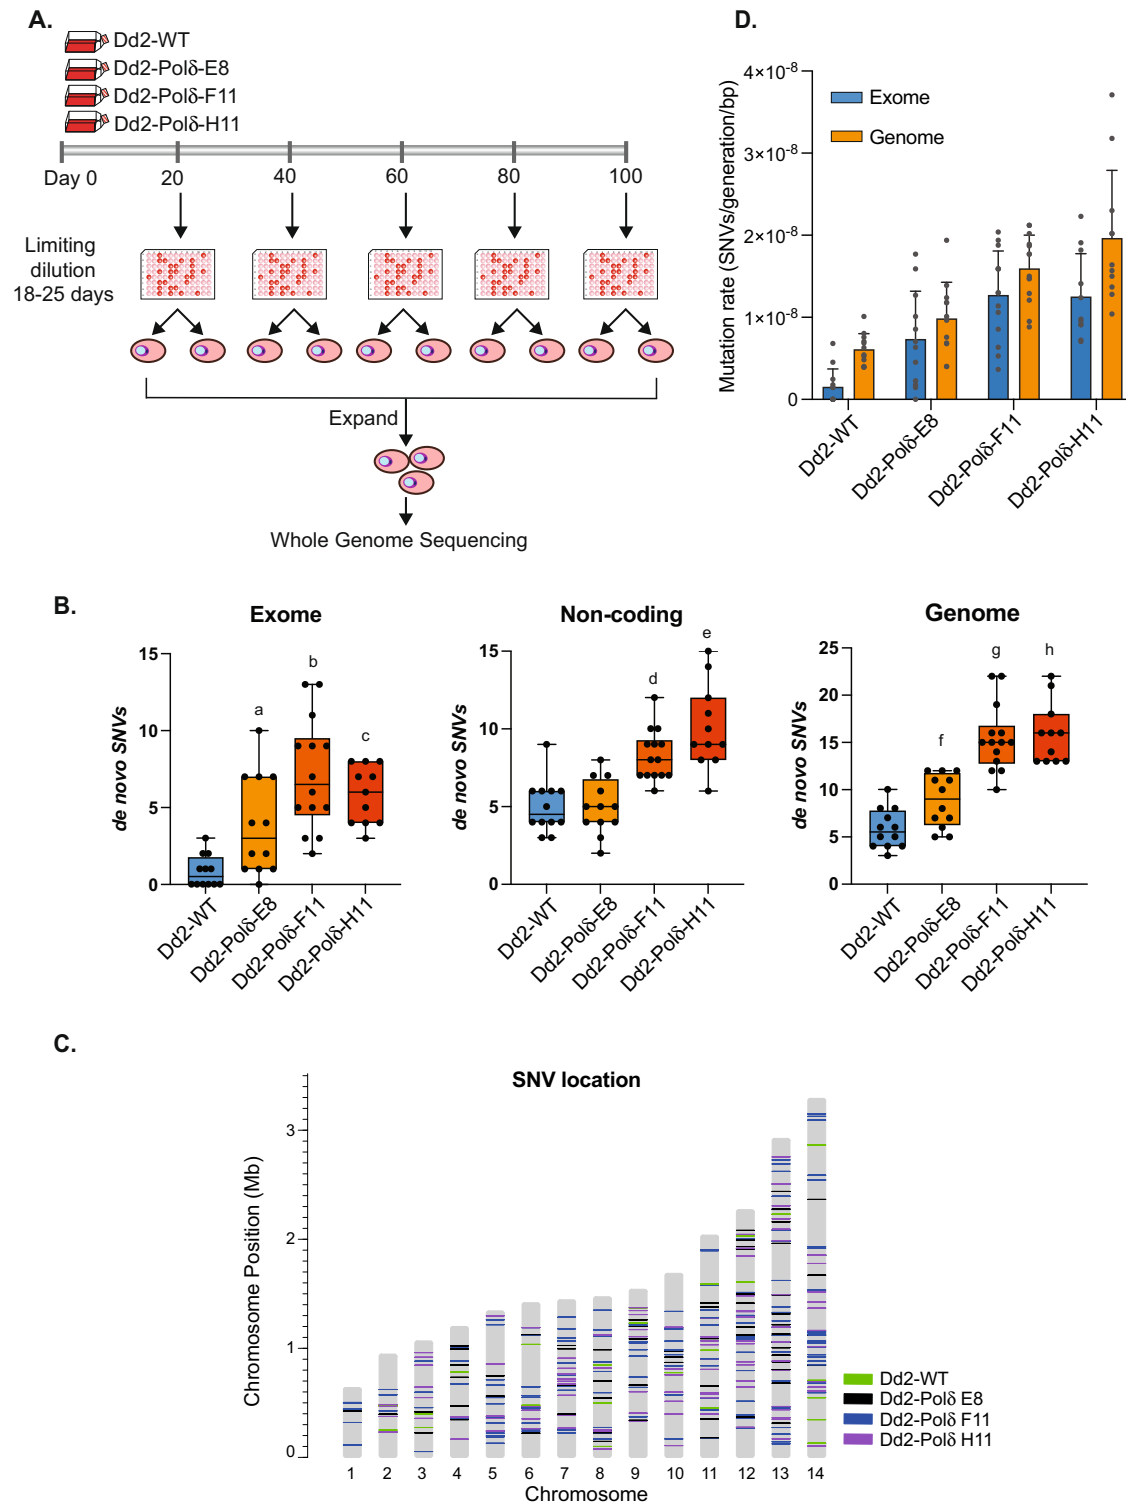 A.
Dd2-WT
Dd2-Polδ-E8
Dd2-Polδ-F11
Dd2-Polδ-H11
Day 0
20
40
60
80
100
Limiting
dilution
18-25 days
Expand
Whole Genome Sequencing
D.
Mutation rate (SNVs/generation/bp)
4×10-8
3×10-8
2×10-8
1×10-8
0
Exome
Genome
Dd2-WT
Dd2-Polδ-E8
Dd2-Polδ-F11
Dd2-Polδ-H11
B.
Exome
de novo SNVs
15
10
5
0
a
b
c
Dd2-WT
Dd2-Polδ-E8
Dd2-Polδ-F11
Dd2-Polδ-H11
Non-coding
de novo SNVs
15
10
5
0
d
e
Dd2-WT
Dd2-Polδ-E8
Dd2-Polδ-F11
Dd2-Polδ-H11
Genome
de novo SNVs
25
20
15
10
5
0
f
g
h
Dd2-WT
Dd2-Polδ-E8
Dd2-Polδ-F11
Dd2-Polδ-H11
C.
SNV location
Chromosome Position (Mb)
3
2
1
0
1 2 3 4 5 6 7 8 9 10 11 12 13 14
Chromosome
Dd2-WT
Dd2-Polδ E8
Dd2-Polδ F11
Dd2-Polδ H11